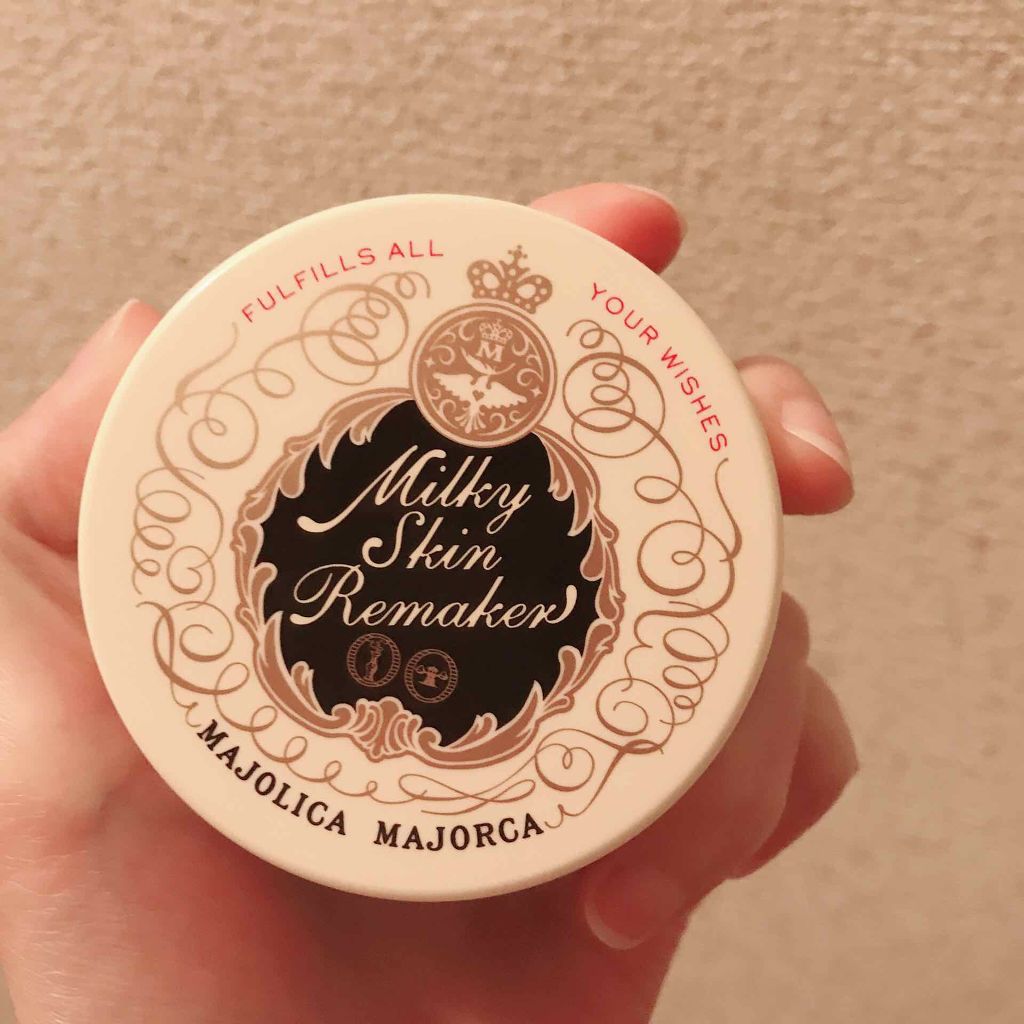 FULFILLS ALL
YOUR WISHES
M
Milky
Skin
Remaker
MAJOLICA MAJORCA